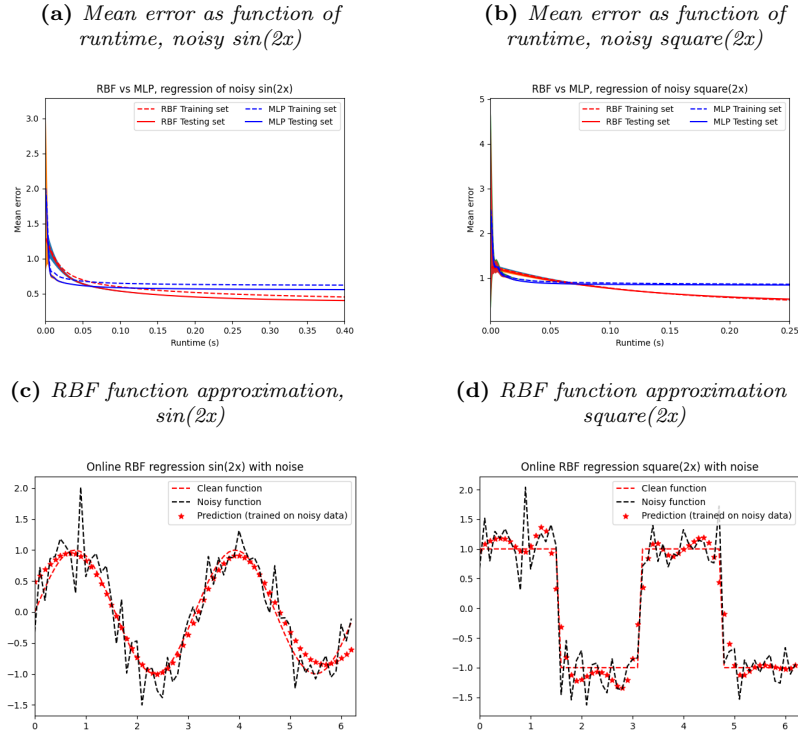 (a) Mean error as function of
runtime, noisy sin(2x)
(b) Mean error as function of
runtime, noisy square(2x)
RBF vs MLP, regression of noisy sin(2x)
RBF Training set
RBF Testing set
MLP Training set
MLP Testing set
Mean error
3.0
2.5
2.0
1.5
1.0
0.5
0.00
0.05
0.10
0.15
0.20
0.25
0.30
0.35
0.40
Runtime (s)
RBF vs MLP, regression of noisy square(2x)
RBF Training set
RBF Testing set
MLP Training set
MLP Testing set
Mean error
5
4
3
2
1
0.00
0.05
0.10
0.15
0.20
0.25
Runtime (s)
(c) RBF function approximation,
sin(2x)
(d) RBF function approximation
square(2x)
Online RBF regression sin(2x) with noise
Clean function
Noisy function
Prediction (trained on noisy data)
2.0
1.5
1.0
0.5
0.0
−0.5
−1.0
−1.5
0
1
2
3
4
5
6
Online RBF regression square(2x) with noise
Clean function
Noisy function
Prediction (trained on noisy data)
2.0
1.5
1.0
0.5
0.0
−0.5
−1.0
−1.5
0
1
2
3
4
5
6